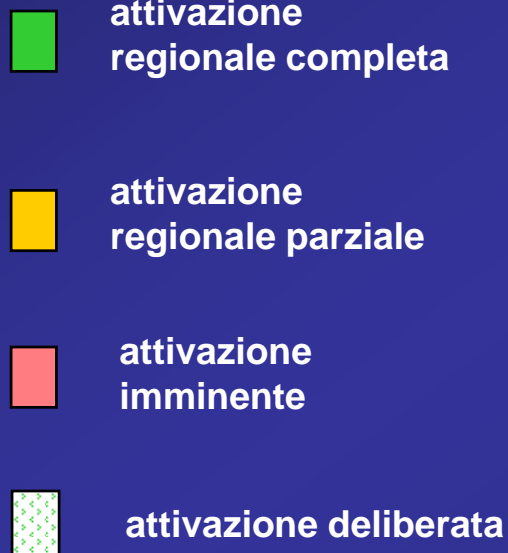 attivazione
regionale completa
attivazione
regionale parziale
attivazione
imminente
attivazione deliberata